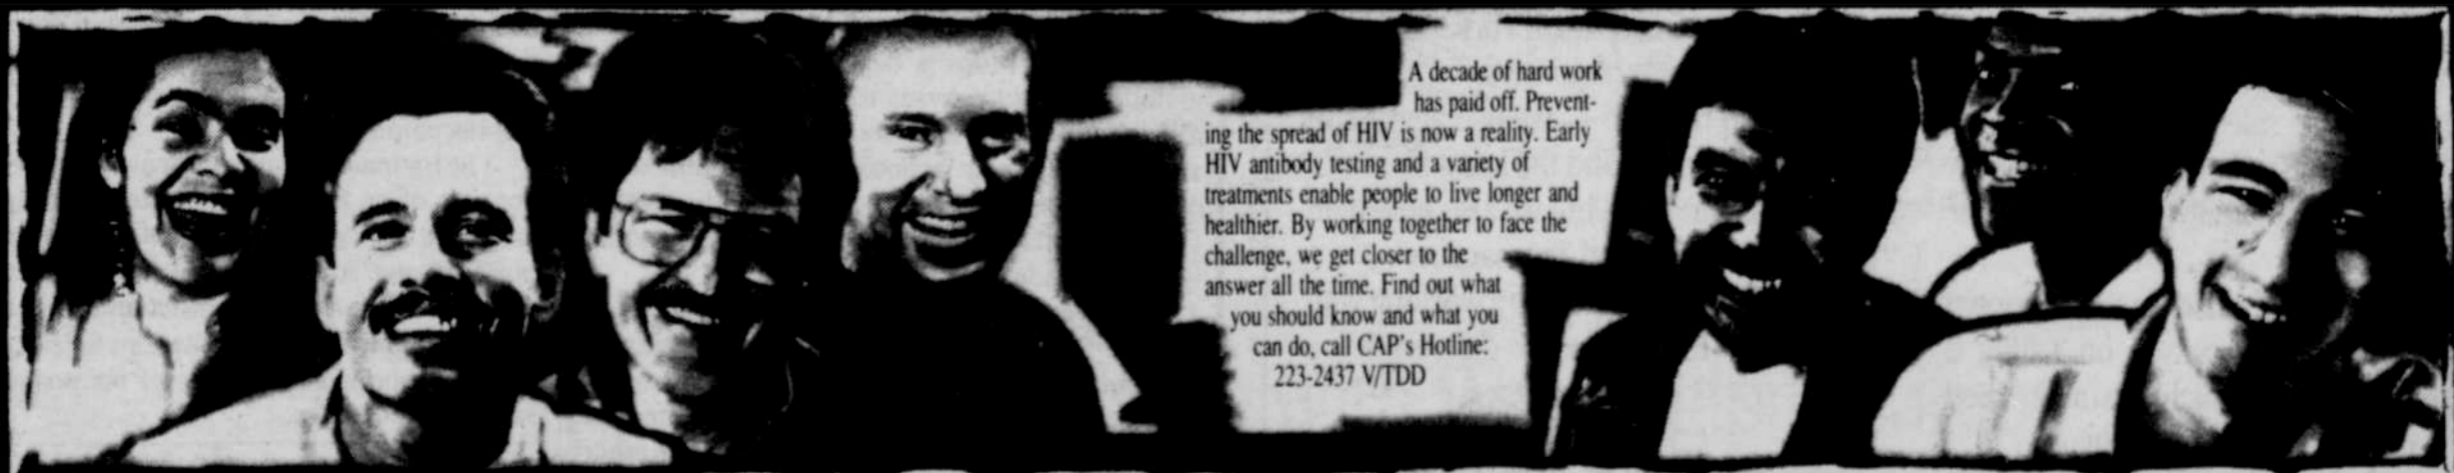 A decade of hard work
has paid off. Prevent-
ing the spread of HIV is now a reality. Early
HIV antibody testing and a variety of
treatments enable people to live longer and
healthier. By working together to face the
challenge, we get closer to the
answer all the time. Find out what
you should know and what you
can do, call CAP's Hotline:
223-2437 V/TDD